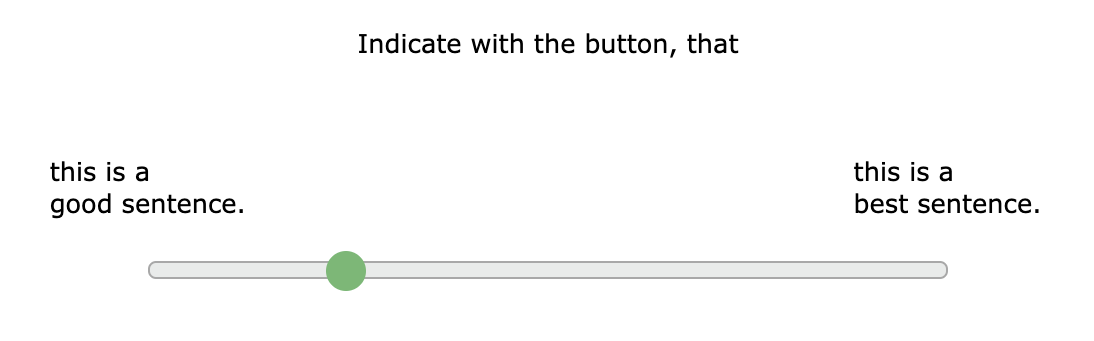 Indicate with the button, that
this is a
good sentence.
this is a
best sentence.